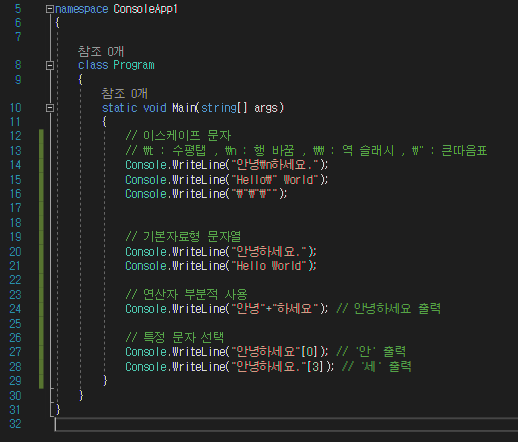 5 namespace ConsoleApp1
6 {
7
참조 0개
8 class Program
9 {
참조 0개
10 static void Main(string[] args)
11 {
12 // 이스케이프 문자
13 // ₩t : 수평탭 , ₩n : 행 바꿈 , ₩₩ : 역 슬래시 , ₩" : 큰따음표
14 Console.WriteLine("안녕₩n하세요.");
15 Console.WriteLine("Hello₩" World");
16 Console.WriteLine("₩"₩"₩"");
17
18
19 // 기본자료형 문자열
20 Console.WriteLine("안녕하세요.");
21 Console.WriteLine("Hello World");
22
23 // 연산자 부분적 사용
24 Console.WriteLine("안녕"+"하세요"); // 안녕하세요 출력
25
26 // 특정 문자 선택
27 Console.WriteLine("안녕하세요"[0]); // '안' 출력
28 Console.WriteLine("안녕하세요."[3]); // '세' 출력
29 }
30 }
31 }
32